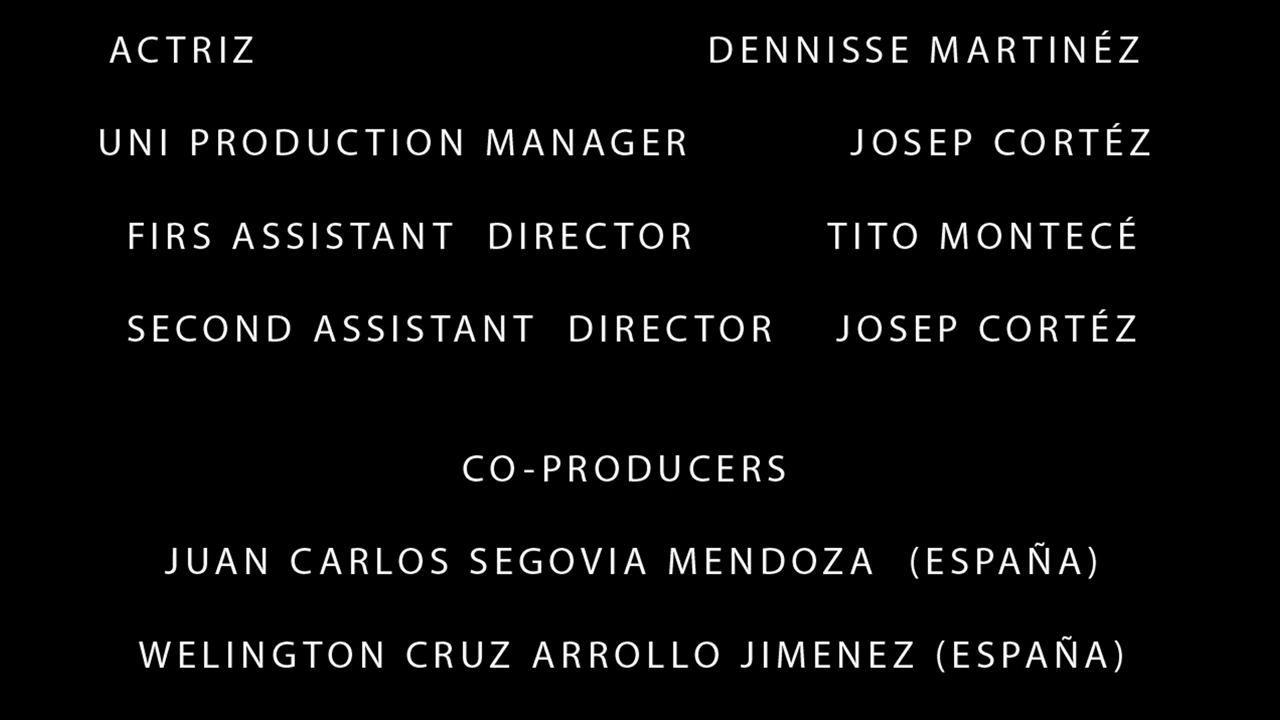 ACTRIZ DENNISSE MARTINÉZ
UNI PRODUCTION MANAGER JOSEP CORTÉZ
FIRS ASSISTANT DIRECTOR TITO MONTECÉ
SECOND ASSISTANT DIRECTOR JOSEP CORTÉZ
CO-PRODUCERS
JUAN CARLOS SEGOVIA MENDOZA (ESPAÑA)
WELINGTON CRUZ ARROLLO JIMENEZ (ESPAÑA)